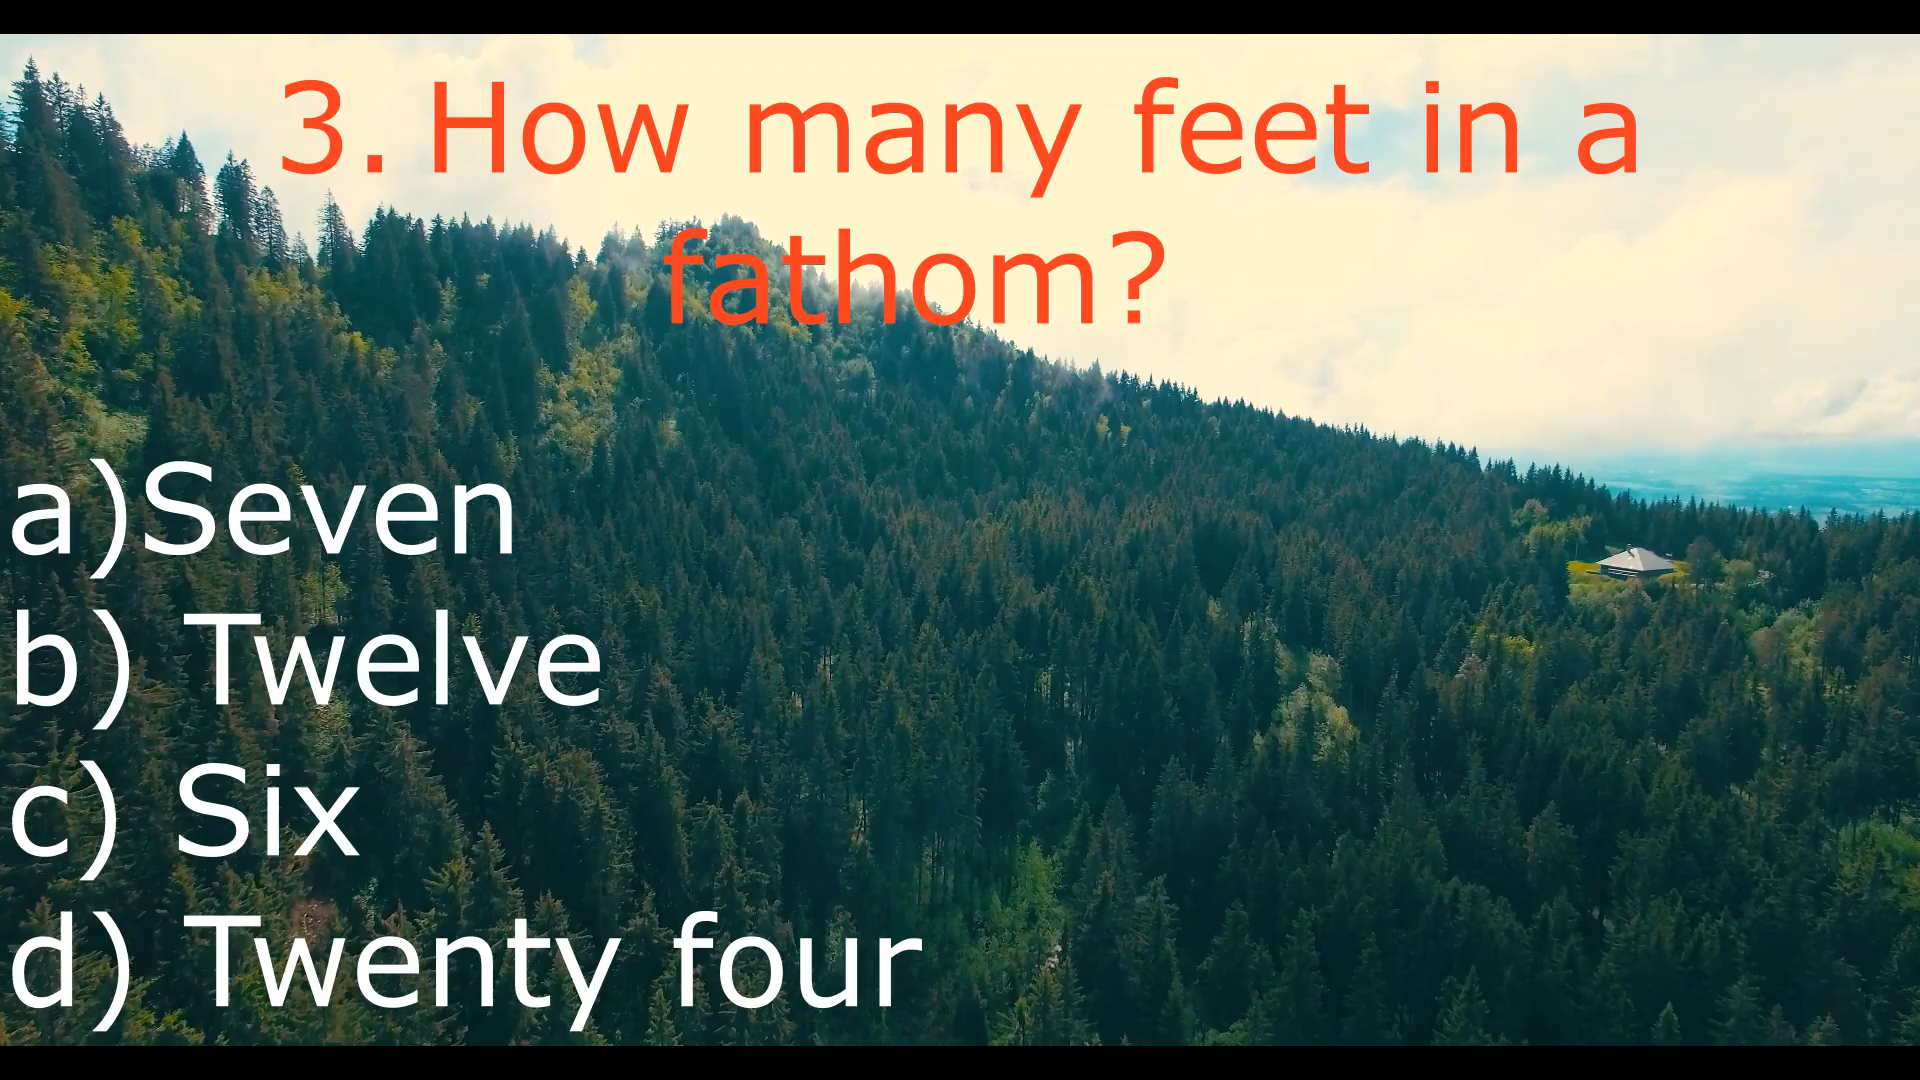 3. How many feet in a
fathom?
a)Seven
b) Twelve
c) Six
d) Twenty four